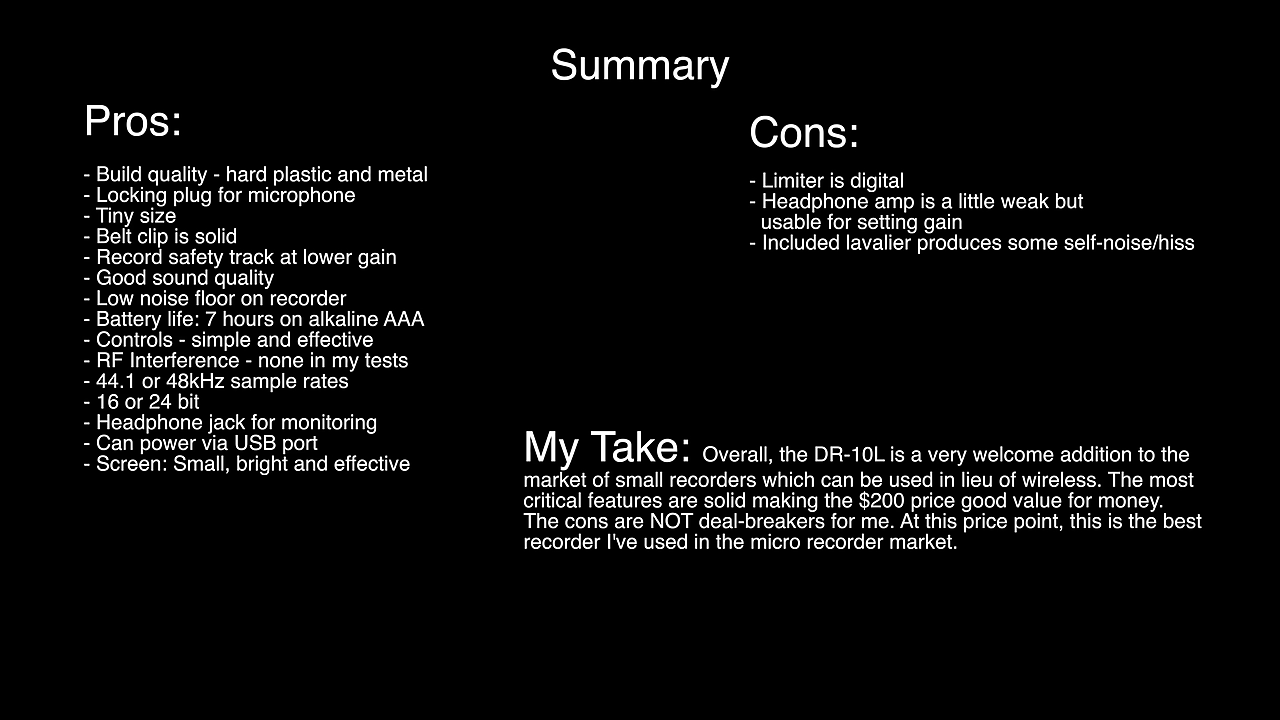 Summary
Pros:
- Build quality - hard plastic and metal
- Locking plug for microphone
- Tiny size
- Belt clip is solid
- Record safety track at lower gain
- Good sound quality
- Low noise floor on recorder
- Battery life: 7 hours on alkaline AAA
- Controls - simple and effective
- RF Interference - none in my tests
- 44.1 or 48kHz sample rates
- 16 or 24 bit
- Headphone jack for monitoring
- Can power via USB port
- Screen: Small, bright and effective
Cons:
- Limiter is digital
- Headphone amp is a little weak but
usable for setting gain
- Included lavalier produces some self-noise/hiss
My Take: Overall, the DR-10L is a very welcome addition to the
market of small recorders which can be used in lieu of wireless. The most
critical features are solid making the $200 price good value for money.
The cons are NOT deal-breakers for me. At this price point, this is the best
recorder I've used in the micro recorder market.